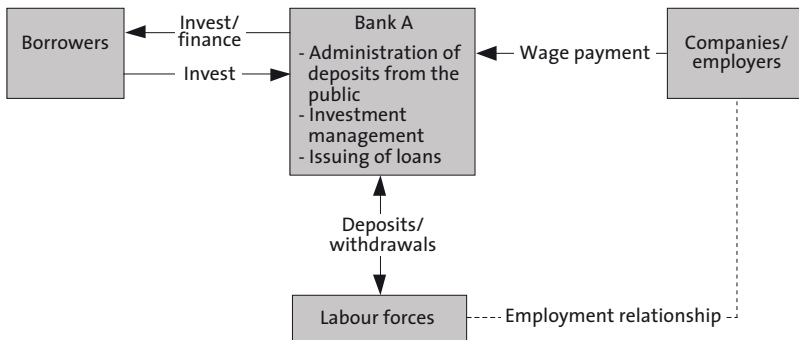 Borrowers
Invest/
finance
Invest
Bank A
- Administration of
deposits from the
public
- Investment
management
- Issuing of loans
Wage payment
Companies/
employers
Deposits/
withdrawals
Labour forces
Employment relationship